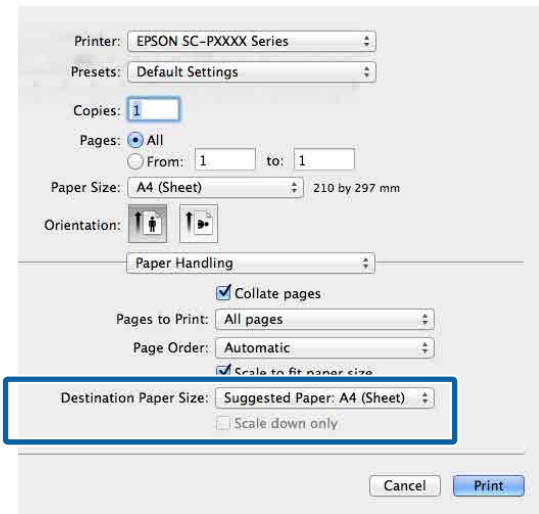 Printer: EPSON SC-PXXXX Series
Presets: Default Settings
Copies: 1
Pages: All
From: 1 to: 1
Paper Size: A4 (Sheet) 210 by 297 mm
Orientation:
Paper Handling
Collate pages
Pages to Print: All pages
Page Order: Automatic
Scale to fit paper size
Destination Paper Size: Suggested Paper: A4 (Sheet)
Scale down only
Cancel Print